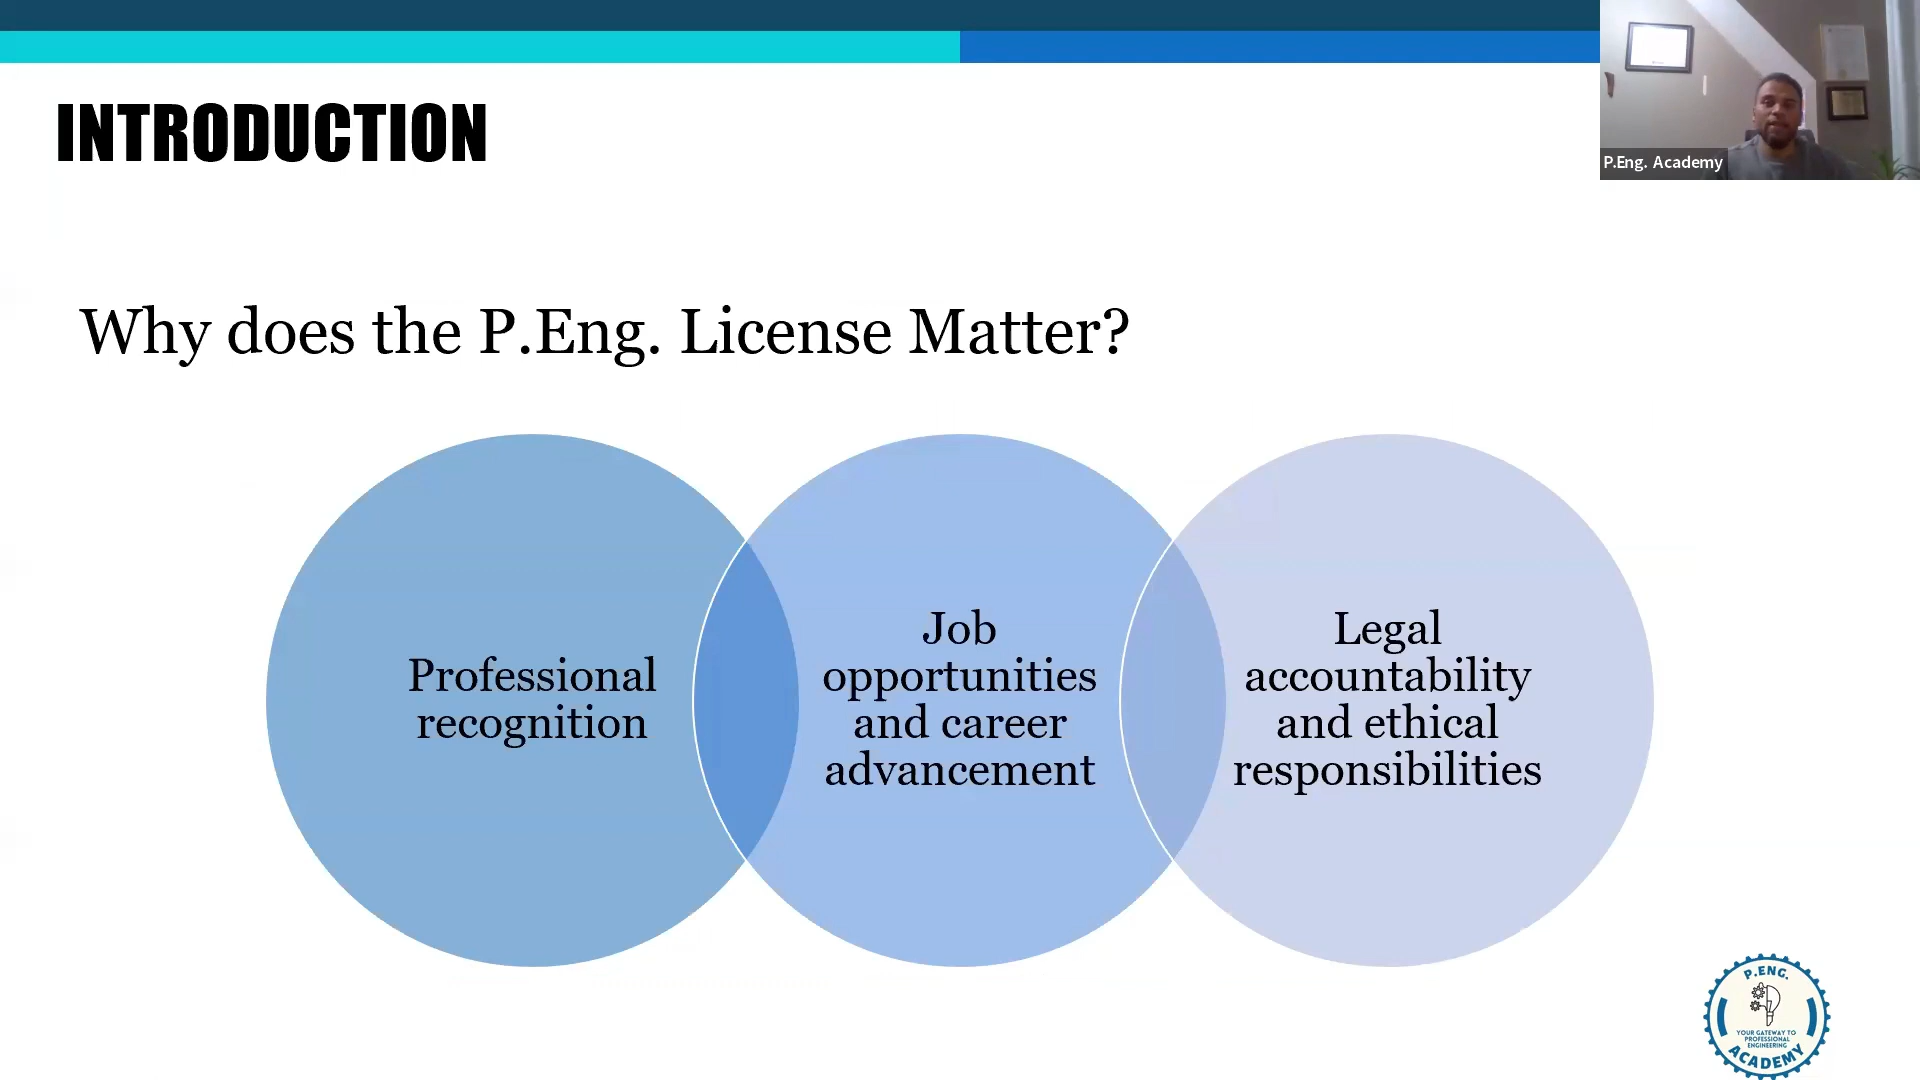 INTRODUCTION
P.Eng. Academy
Why does the P.Eng. License Matter?
Professional
recognition
Job
opportunities
and career
advancement
Legal
accountability
and ethical
responsibilities
P.ENG.
YOUR GATEWAY TO
PROFESSIONAL
ENGINEERING
ACADEMY